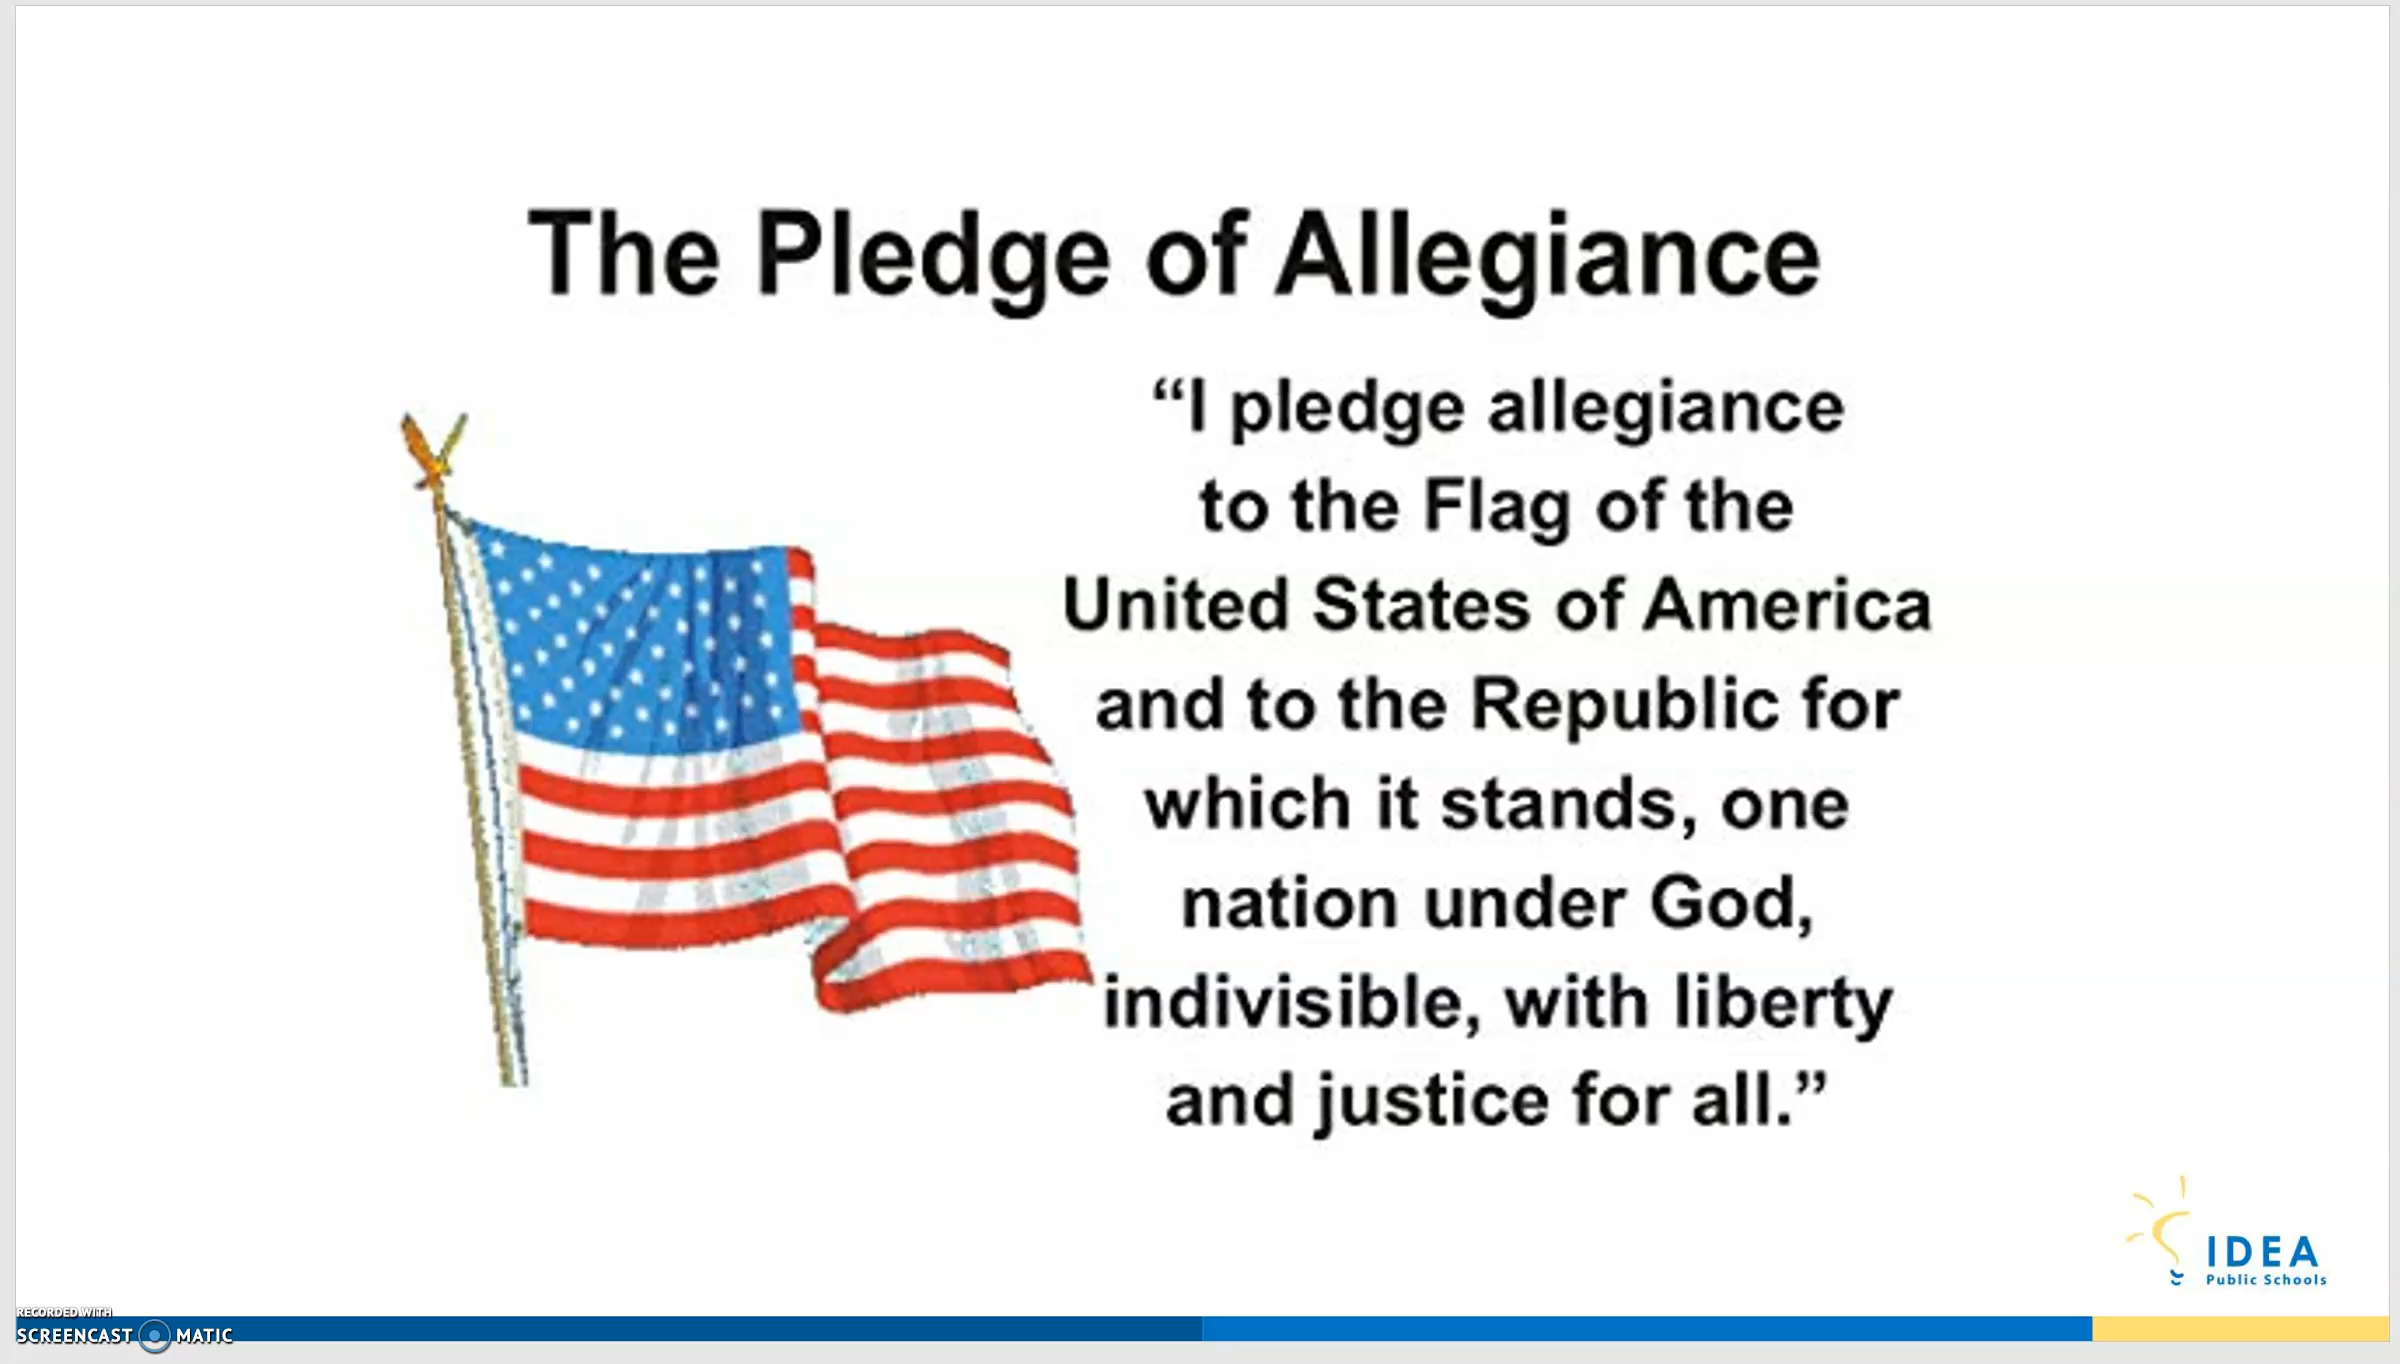 The Pledge of Allegiance
“I pledge allegiance
to the Flag of the
United States of America
and to the Republic for
which it stands, one
nation under God,
indivisible, with liberty
and justice for all.”
IDEA
Public Schools
RECORDED WITH
SCREENCAST MATIC